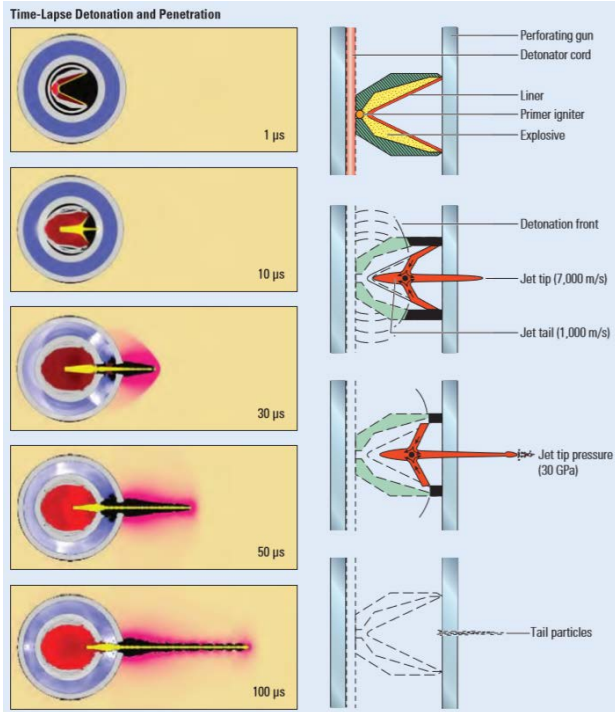 Time-Lapse Detonation and Penetration
1 µs
10 µs
30 µs
50 µs
100 µs
Perforating gun
Detonator cord
Liner
Primer igniter
Explosive
Detonation front
Jet tip (7,000 m/s)
Jet tail (1,000 m/s)
Jet tip pressure
(30 GPa)
Tail particles